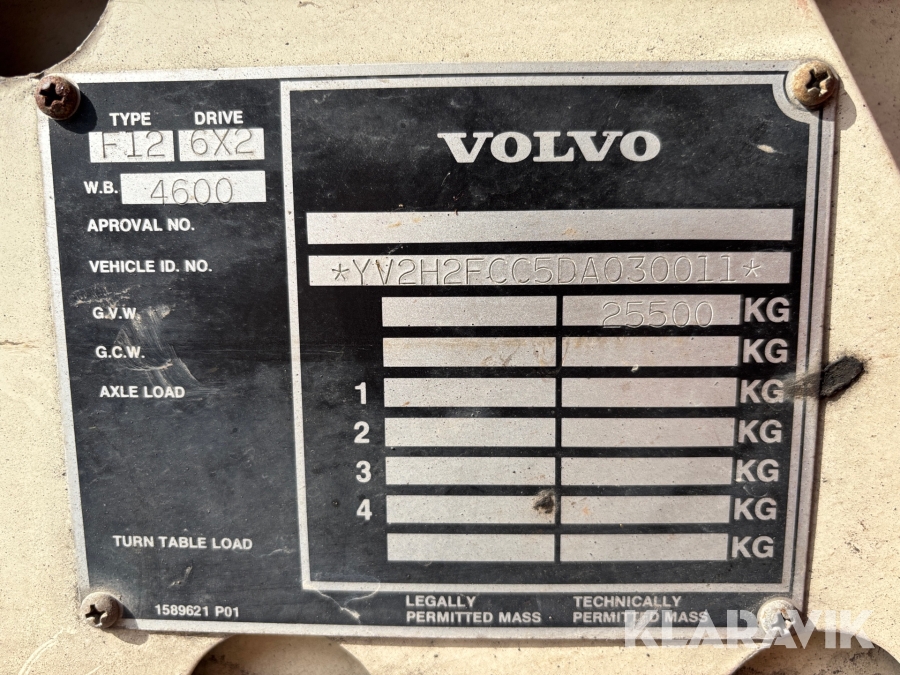 TYPE DRIVE
F12 6X2
VOLVO
W.B. 4600
APROVAL NO.
VEHICLE ID. NO. *YV2H2FCC5DA030011*
G.V.W. 25500 KG
G.C.W. KG
AXLE LOAD 1 KG
2 KG
3 KG
4 KG
TURN TABLE LOAD KG
1589621 P01
LEGALLY PERMITTED MASS
TECHNICALLY PERMITTED MASS
KLARAVIK